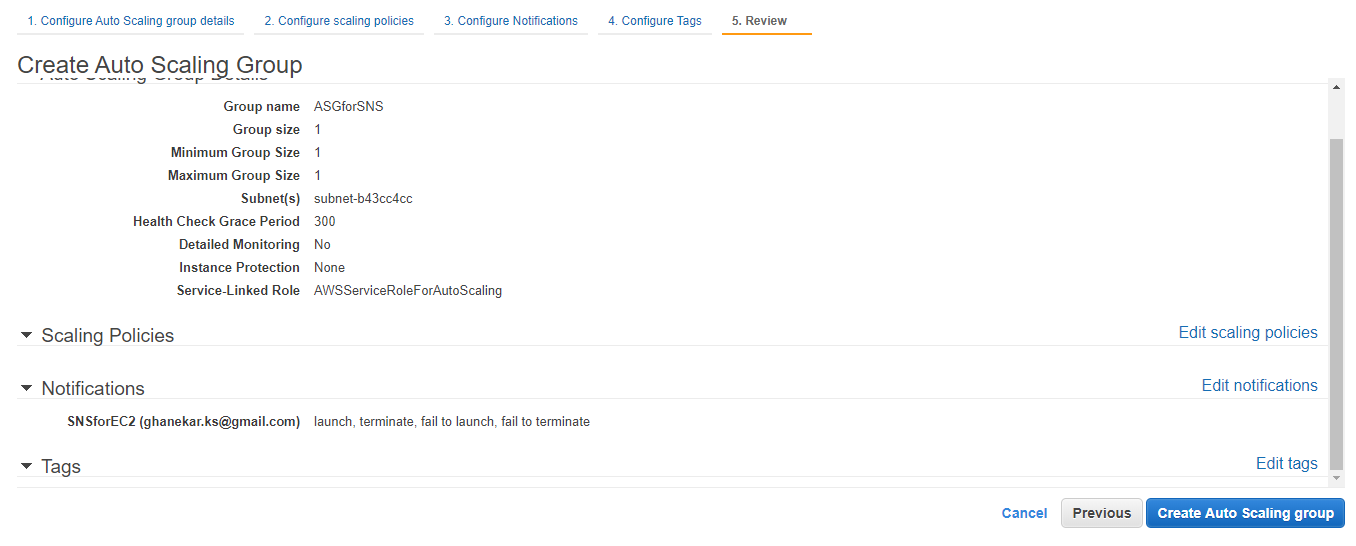 1. Configure Auto Scaling group details 2. Configure scaling policies 3. Configure Notifications 4. Configure Tags 5. Review
Create Auto Scaling Group
Auto Scaling Group Details
Group name ASGforSNS
Group size 1
Minimum Group Size 1
Maximum Group Size 1
Subnet(s) subnet-b43cc4cc
Health Check Grace Period 300
Detailed Monitoring No
Instance Protection None
Service-Linked Role AWSServiceRoleForAutoScaling
Scaling Policies Edit scaling policies
Notifications Edit notifications
SNSforEC2 (ghanekar.ks@gmail.com) launch, terminate, fail to launch, fail to terminate
Tags Edit tags
Cancel Previous Create Auto Scaling group